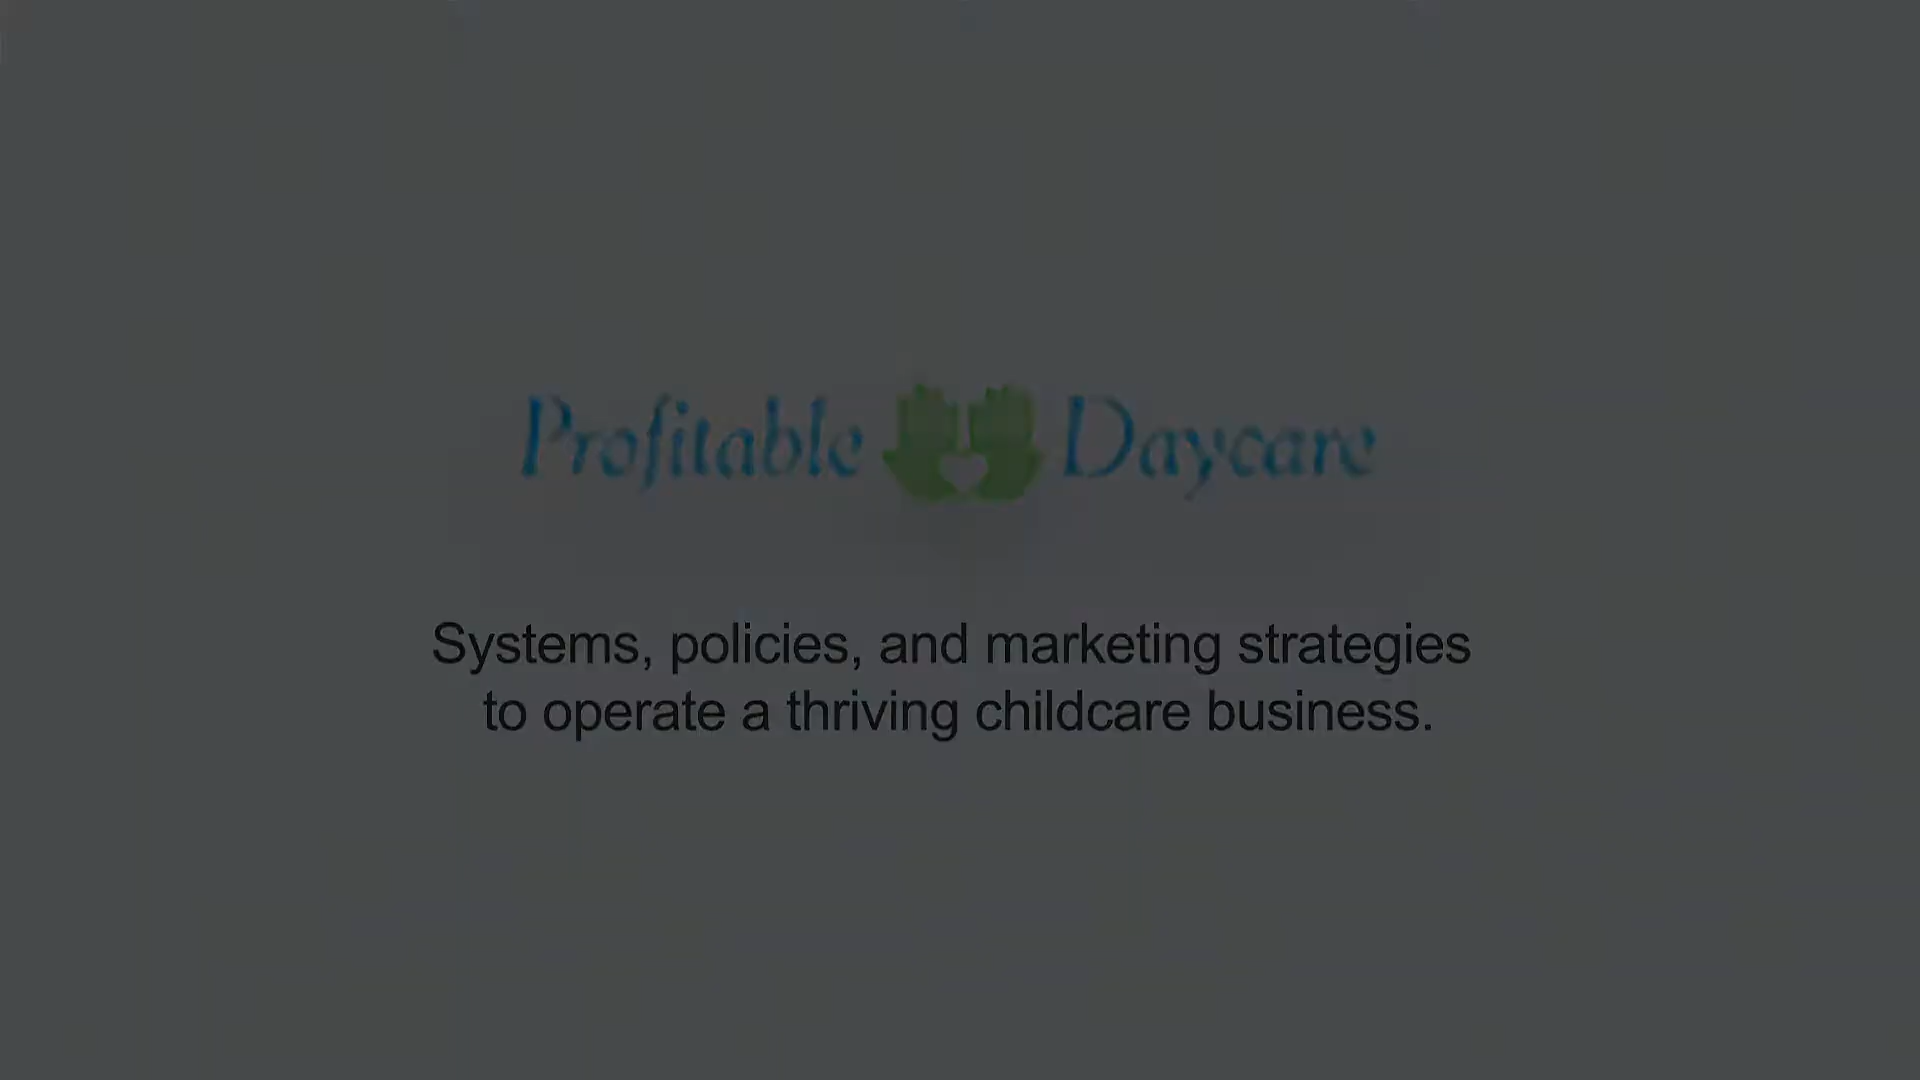 Profitable Daycare
Systems, policies, and marketing strategies
to operate a thriving childcare business.